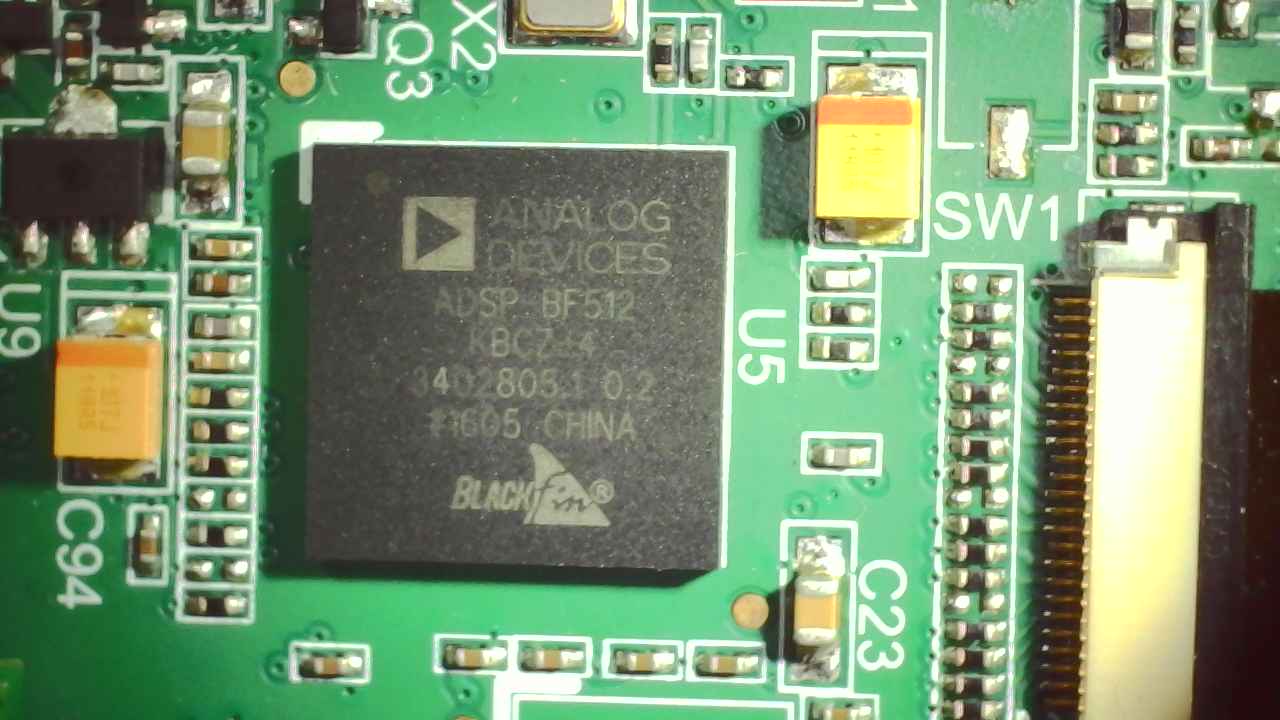 X2
Q3
ANALOG
DEVICES
ADSP BF512
KBCZ-4
3402805.1 0.2
#1605 CHINA
BLACKfin®
U5
SW1
U9
C94
C23